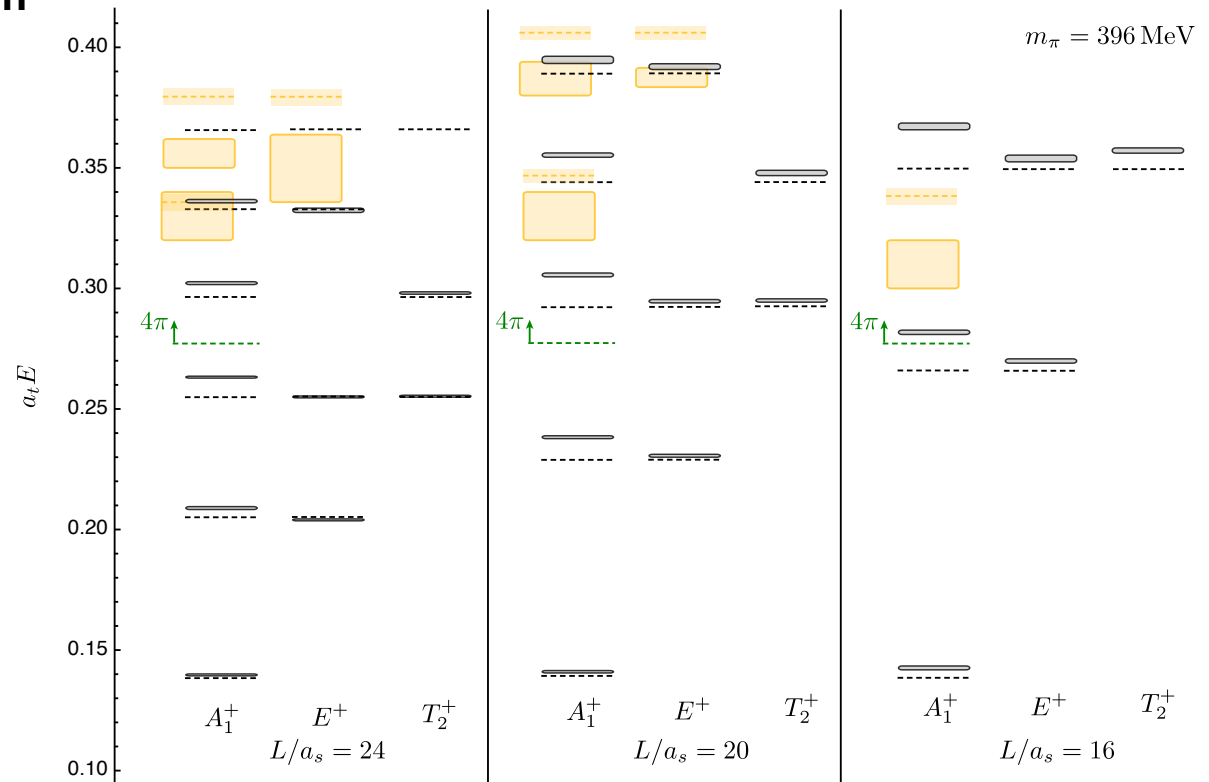 m_π = 396 MeV
0.40
0.35
0.30
0.25
0.20
0.15
0.10
a_t E
4π
4π
4π
A_1^+ E^+ T_2^+
L/a_s = 24
A_1^+ E^+ T_2^+
L/a_s = 20
A_1^+ E^+ T_2^+
L/a_s = 16